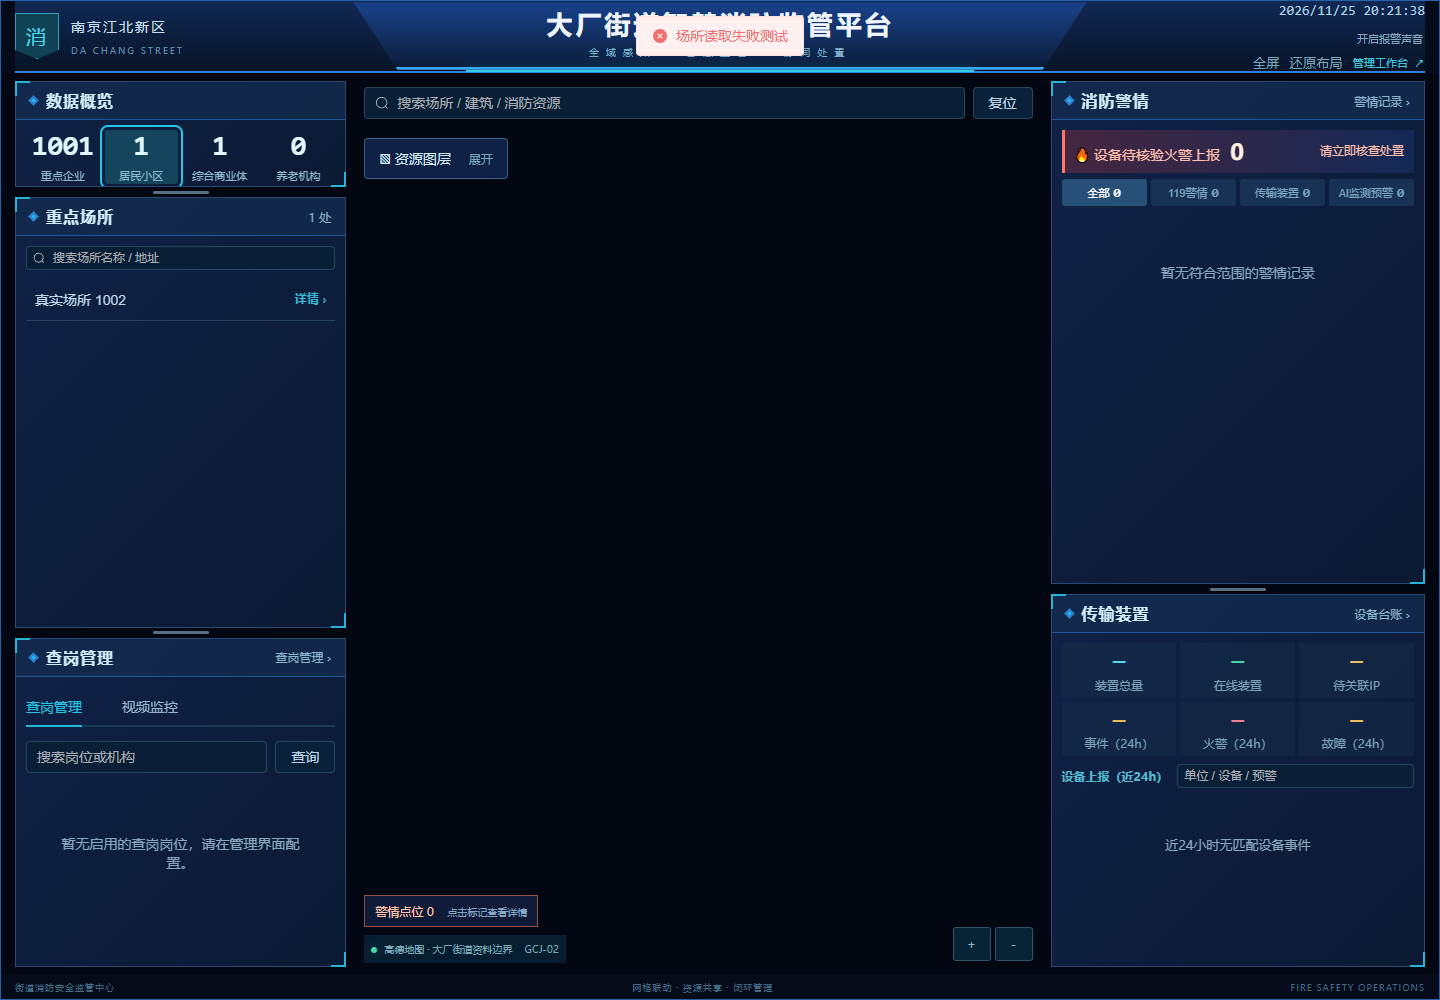 消
南京江北新区
DA CHANG STREET
大厂街
监管平台
场所读取失败测试
全域感
同处置
2026/11/25 20:21:38
开启报警声音
全屏 还原布局 管理工作台 ↗
数据概览
1001 1 1 0
重点企业 居民小区 综合商业体 养老机构
重点场所 1 处
搜索场所名称 / 地址
真实场所 1002 详情 ›
查岗管理 查岗管理 ›
查岗管理 视频监控
搜索岗位或机构 查询
暂无启用的查岗岗位，请在管理界面配
置。
搜索场所 / 建筑 / 消防资源 复位
资源图层 展开
警情点位 0 点击标记查看详情
高德地图 · 大厂街道资料边界 GCJ-02
+ -
消防警情 警情记录 ›
设备待核验火警上报 0 请立即核查处置
全部 0 119警情 0 传输装置 0 AI监测预警 0
暂无符合范围的警情记录
传输装置 设备台账 ›
— — —
装置总量 在线装置 待关联IP
— — —
事件（24h） 火警（24h） 故障（24h）
设备上报（近24h） 单位 / 设备 / 预警
近24小时无匹配设备事件
街道消防安全监管中心
网格联动 · 资源共享 · 闭环管理
FIRE SAFETY OPERATIONS